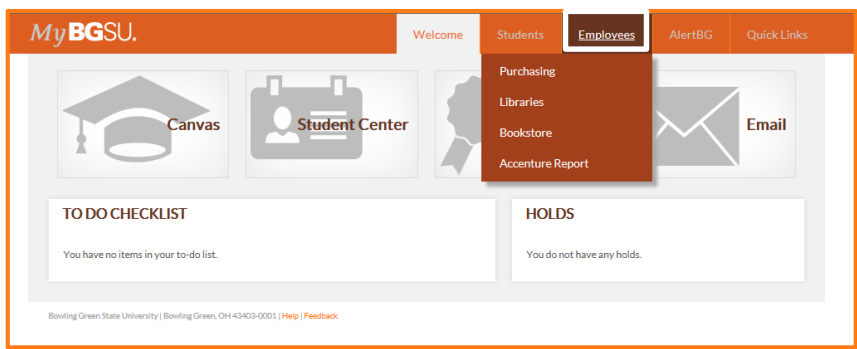 My BGSU.
Welcome
Students
Employees
AlertBG
Quick Links
Purchasing
Libraries
Bookstore
Accenture Report
Canvas
Student Center
Email
TO DO CHECKLIST
You have no items in your to-do list.
HOLDS
You do not have any holds.
Bowling Green State University | Bowling Green, OH 43403-0001 | Help | Feedback